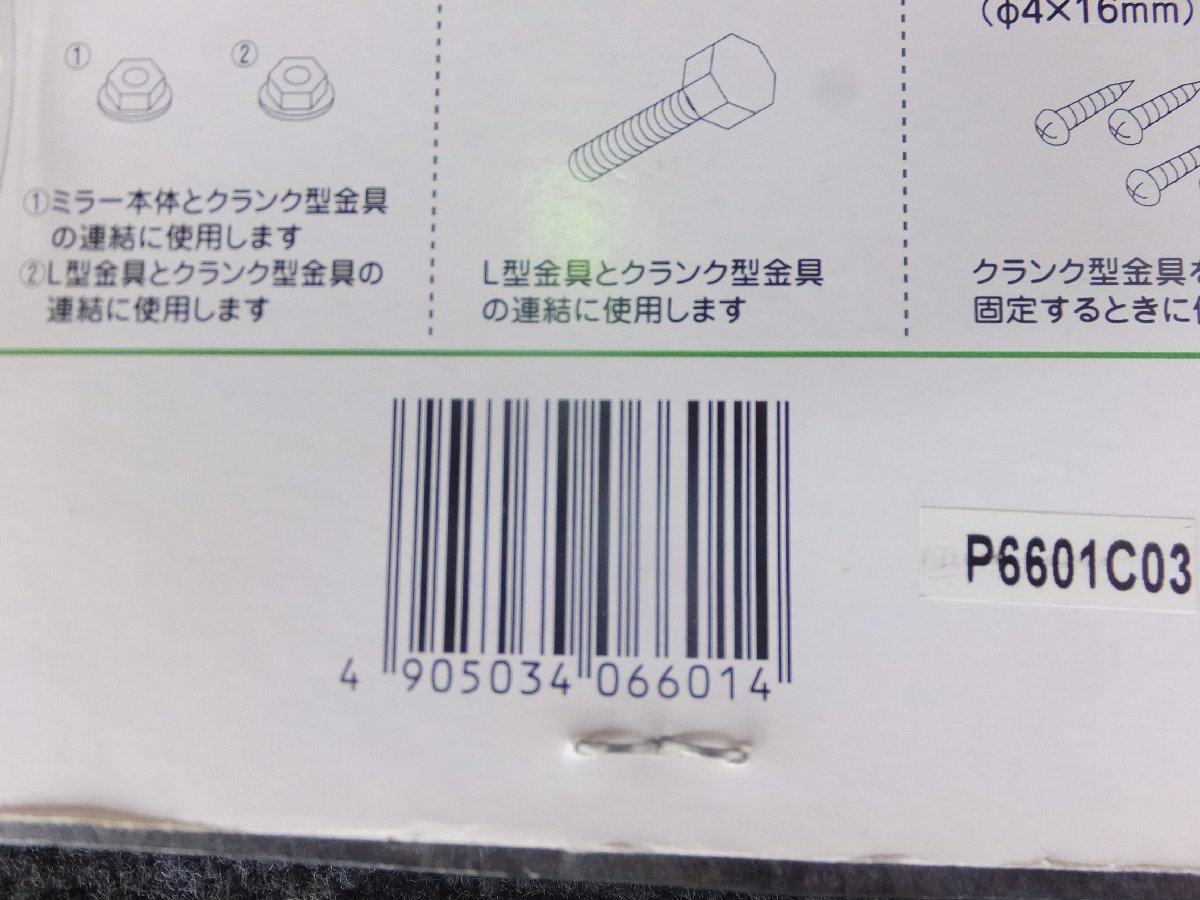 (φ4×16mm)
① ②
①ミラー本体とクランク型金具
の連結に使用します
②L型金具とクランク型金具の
連結に使用します
L型金具とクランク型金具
の連結に使用します
クランク型金具
固定するときに
P6601C03
4 905034 066014